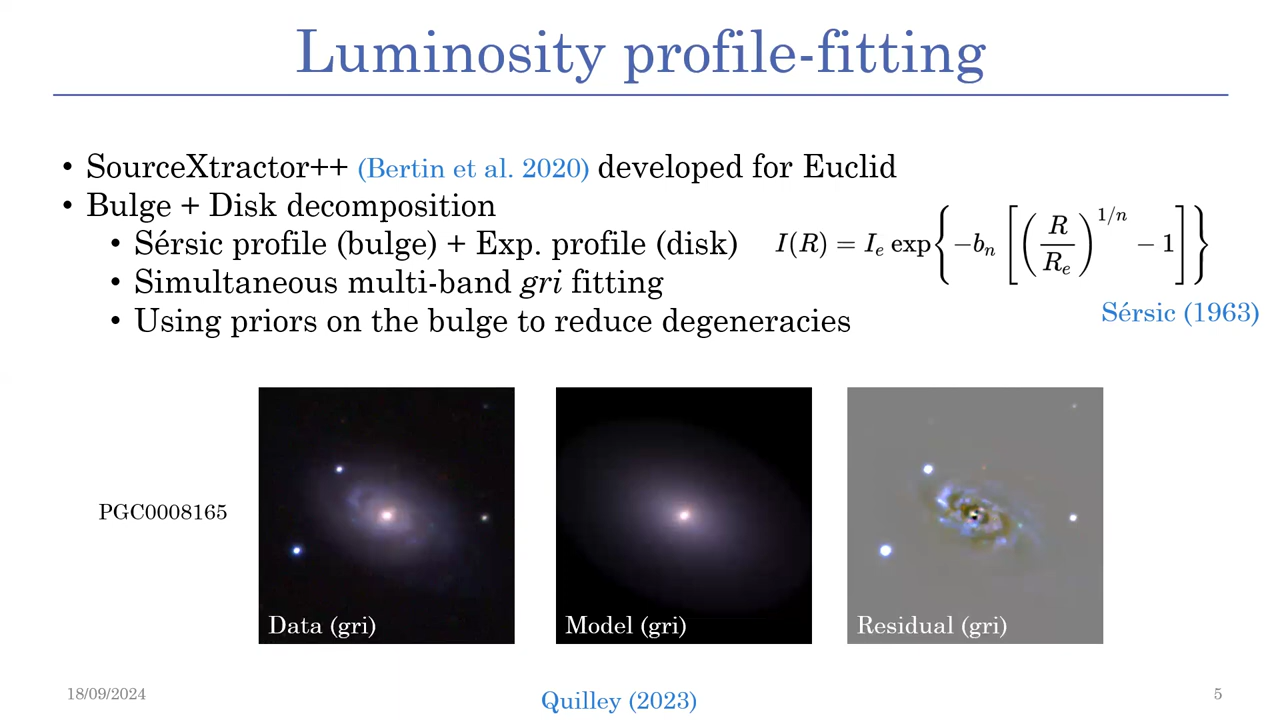 Luminosity profile-fitting
• SourceXtractor++ (Bertin et al. 2020) developed for Euclid
• Bulge + Disk decomposition
• Sérsic profile (bulge) + Exp. profile (disk)
I(R) = I_e exp{−b_n [(R/R_e)^{1/n} − 1]}
• Simultaneous multi-band gri fitting
Sérsic (1963)
• Using priors on the bulge to reduce degeneracies
PGC0008165
Data (gri)
Model (gri)
Residual (gri)
18/09/2024
Quilley (2023)
5